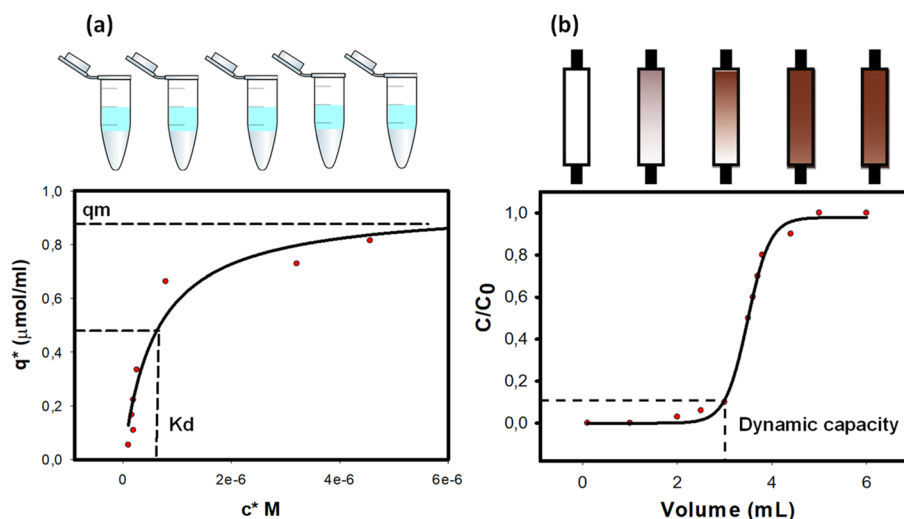 (a)
(b)
1,0
qm
0,8
0,6
0,4
0,2
0,0
Kd
q* (μmol/ml)
0
2e-6
4e-6
6e-6
c* M
1,0
0,8
0,6
0,4
0,2
0,0
Dynamic capacity
C/C0
0
2
4
6
Volume (mL)